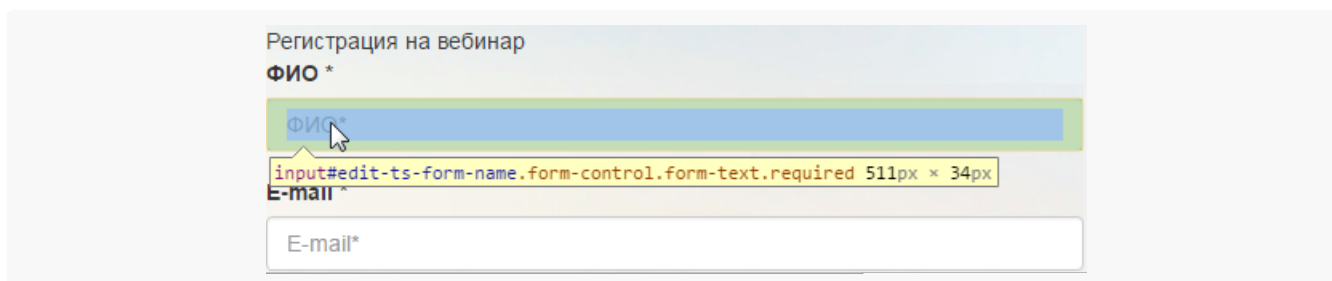 Регистрация на вебинар
ФИО *
ФИО*
input#edit-ts-form-name.form-control.form-text.required 511px × 34px
E-mail *
E-mail*